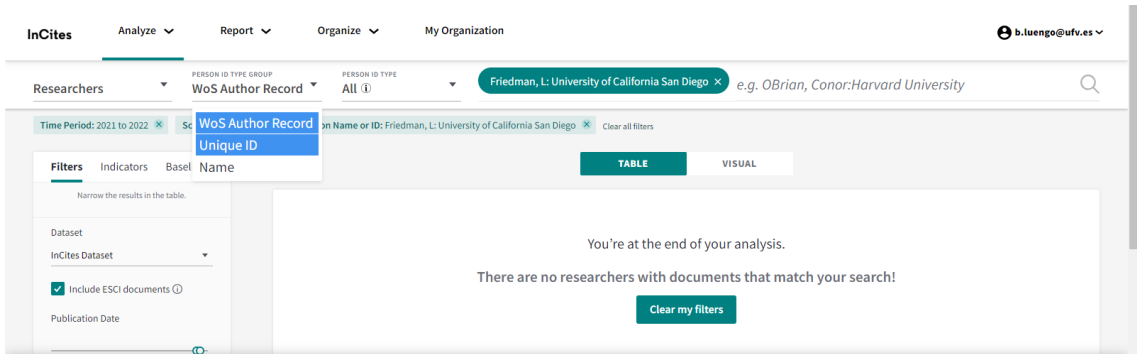 InCites Analyze Report Organize My Organization b.luengo@ufv.es
PERSON ID TYPE GROUP PERSON ID TYPE
Researchers WoS Author Record All Friedman, L: University of California San Diego × e.g. OBrian, Conor:Harvard University
Time Period: 2021 to 2022 × Sc on Name or ID: Friedman, L: University of California San Diego × Clear all filters
WoS Author Record
Unique ID
Name
Filters Indicators Basel
TABLE VISUAL
Narrow the results in the table.
Dataset
InCites Dataset
You're at the end of your analysis.
There are no researchers with documents that match your search!
Include ESCI documents
Clear my filters
Publication Date